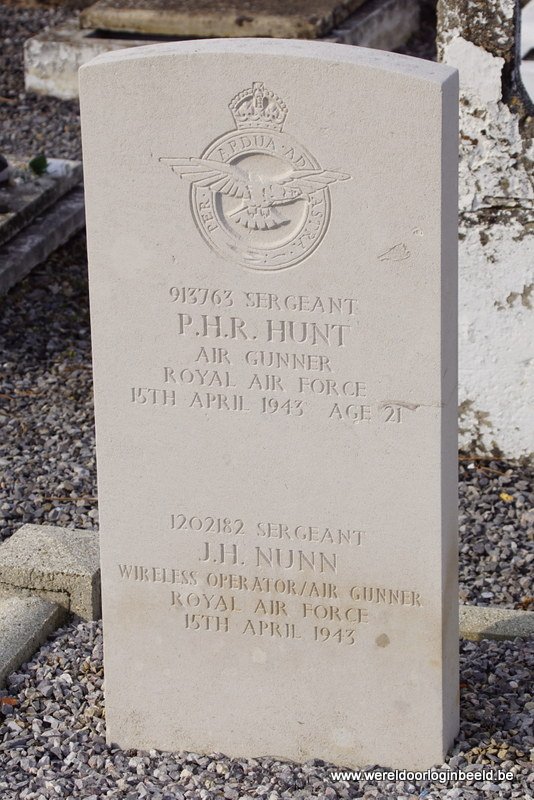 PER ARDUA AD ASTRA
913763 SERGEANT
P.H.R. HUNT
AIR GUNNER
ROYAL AIR FORCE
15TH APRIL 1943 AGE 21
1202182 SERGEANT
J.H. NUNN
WIRELESS OPERATOR/AIR GUNNER
ROYAL AIR FORCE
15TH APRIL 1943
www.wereldoorloginbeeld.be